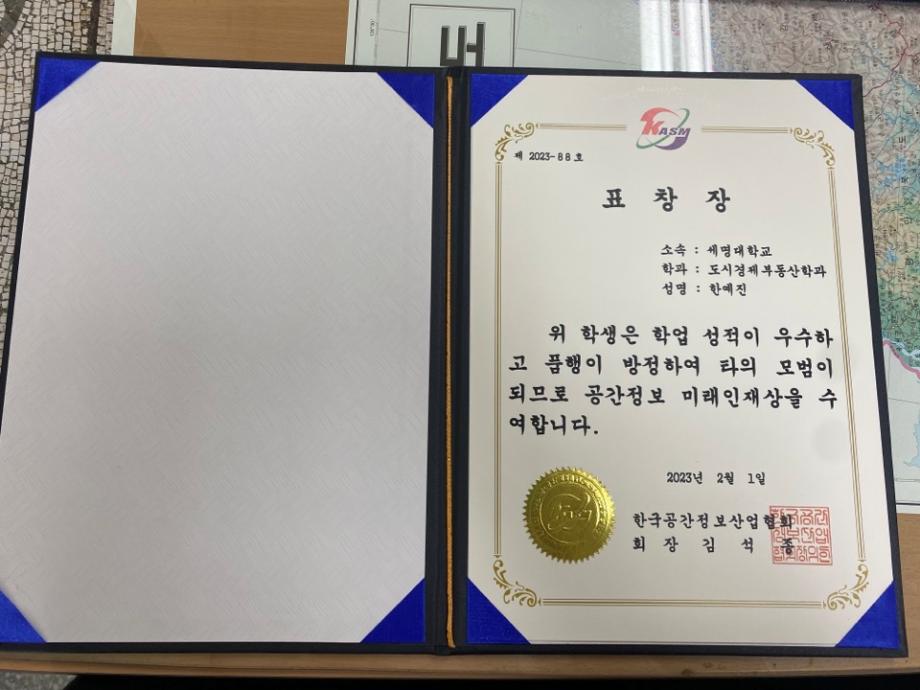 KASM
제 2023-88호
표 창 장
소속 : 세명대학교
학과 : 도시경제부동산학과
성명 : 한예진
위 학생은 학업 성적이 우수하
고 품행이 방정하여 타의 모범이
되므로 공간정보 미래인재상을 수
여합니다.
2023년 2월 1일
한국공간정보산업협회
회 장 김 석 종